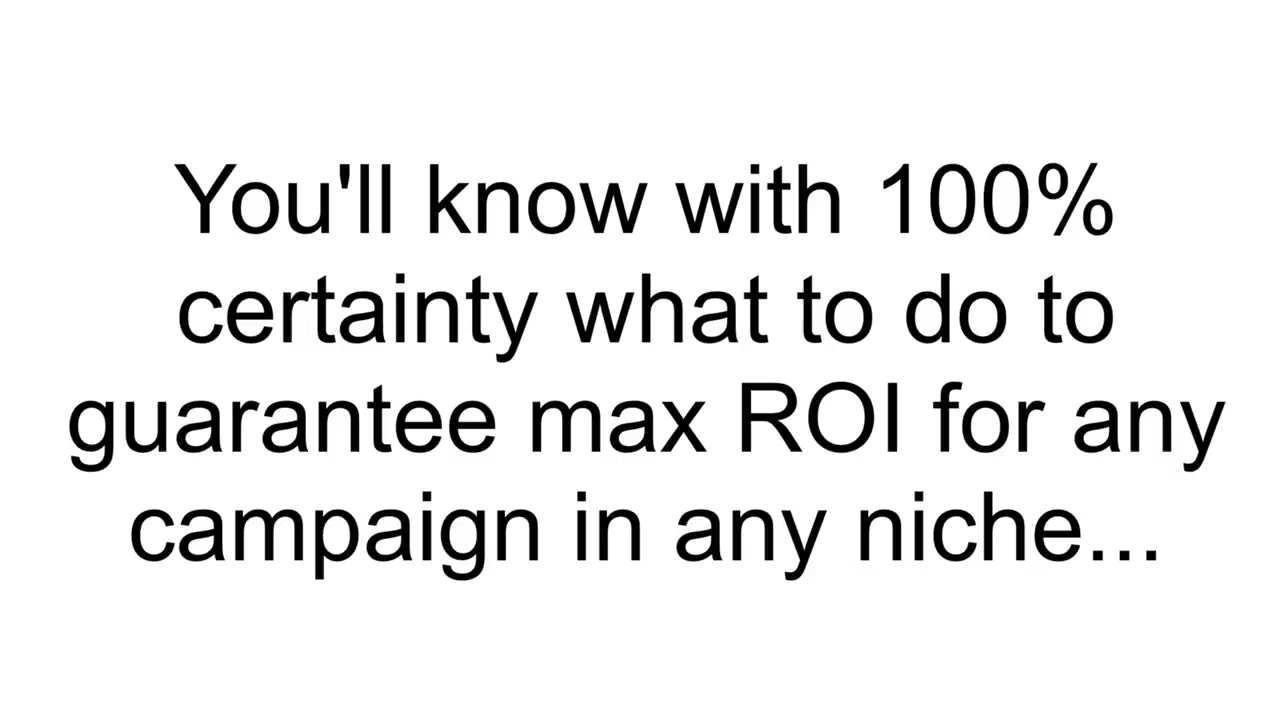 You'll know with 100%
certainty what to do to
guarantee max ROI for any
campaign in any niche...